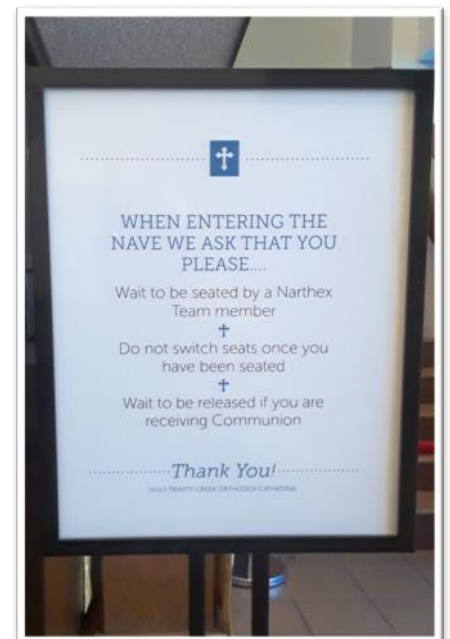 WHEN ENTERING THE
NAVE WE ASK THAT YOU
PLEASE....
Wait to be seated by a Narthex
Team member
Do not switch seats once you
have been seated
Wait to be released if you are
receiving Communion
Thank You!
HOLY TRINITY GREEK ORTHODOX CATHEDRAL